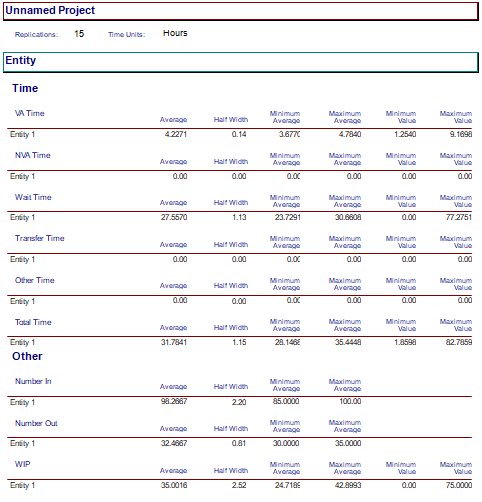 Unnamed Project
Replications: 15 Time Units: Hours
Entity
Time
VA Time Average Half Width Minimum Average Maximum Average Minimum Value Maximum Value
Entity 1 4.2271 0.14 3.6770 4.7840 1.2540 9.1698
NVA Time Average Half Width Minimum Average Maximum Average Minimum Value Maximum Value
Entity 1 0.00 0.00 0.00 0.00 0.00 0.00
Wait Time Average Half Width Minimum Average Maximum Average Minimum Value Maximum Value
Entity 1 27.5570 1.13 23.7291 30.6608 0.00 77.2751
Transfer Time Average Half Width Minimum Average Maximum Average Minimum Value Maximum Value
Entity 1 0.00 0.00 0.00 0.00 0.00 0.00
Other Time Average Half Width Minimum Average Maximum Average Minimum Value Maximum Value
Entity 1 0.00 0.00 0.00 0.00 0.00 0.00
Total Time Average Half Width Minimum Average Maximum Average Minimum Value Maximum Value
Entity 1 31.7841 1.15 28.1468 35.4448 1.8598 82.7859
Other
Number In Average Half Width Minimum Average Maximum Average
Entity 1 98.2667 2.20 85.0000 100.00
Number Out Average Half Width Minimum Average Maximum Average
Entity 1 32.4667 0.81 30.0000 35.0000
WIP Average Half Width Minimum Average Maximum Average Minimum Value Maximum Value
Entity 1 35.0016 2.52 24.7189 42.8993 0.00 75.0000